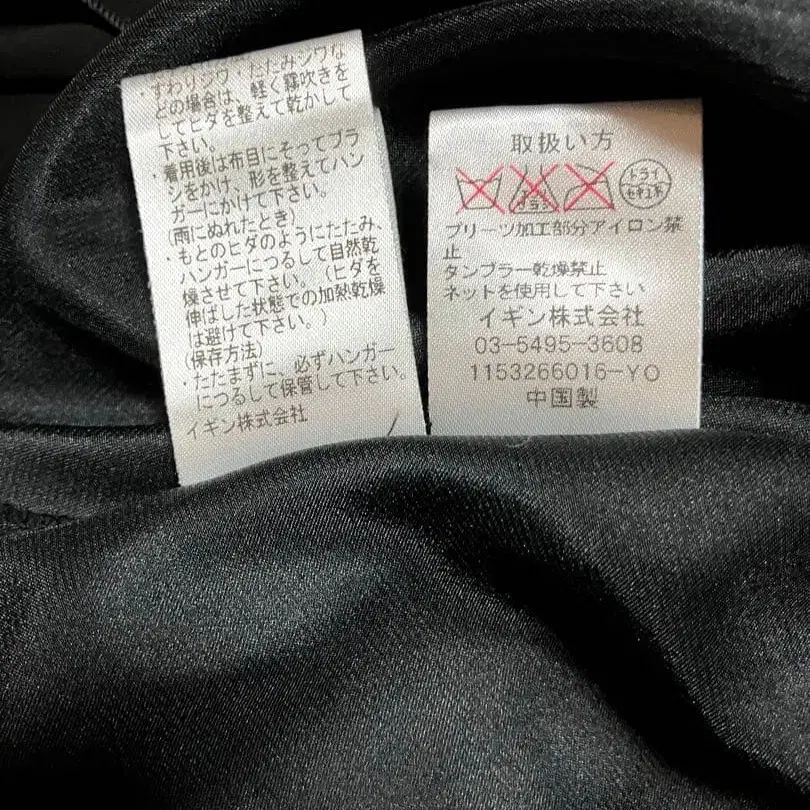 ・すわりジワ・たたみジワな
どの場合は、軽く霧吹きを
してヒダを整えて乾かして
下さい。
・着用後は布目にそってブラ
シをかけ、形を整えてハン
ガーにかけて下さい。
(雨にぬれたとき)
・もとのヒダのようにたたみ、
ハンガーにつるして自然乾
燥させて下さい。(ヒダを
伸ばした状態での加熱乾燥
は避けて下さい。)
(保存方法)
・たたまずに、必ずハンガー
につるして保管して下さい。
イギン株式会社
取扱い方
ドライ
セキユ系
プリーツ加工部分アイロン禁
止
タンブラー乾燥禁止
ネットを使用して下さい
イギン株式会社
03-5495-3608
1153266016-YO
中国製